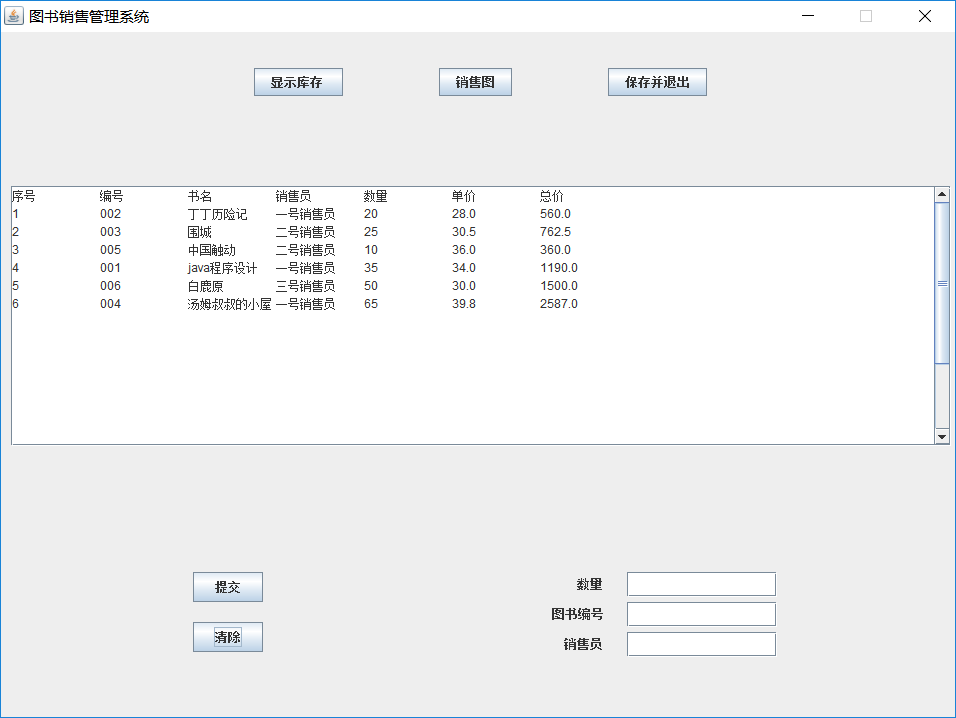 图书销售管理系统
显示库存 销售图 保存并退出
序号 编号 书名 销售员 数量 单价 总价
1 002 丁丁历险记 一号销售员 20 28.0 560.0
2 003 围城 二号销售员 25 30.5 762.5
3 005 中国触动 二号销售员 10 36.0 360.0
4 001 java程序设计 一号销售员 35 34.0 1190.0
5 006 白鹿原 三号销售员 50 30.0 1500.0
6 004 汤姆叔叔的小屋 一号销售员 65 39.8 2587.0
提交 数量
图书编号
清除 销售员